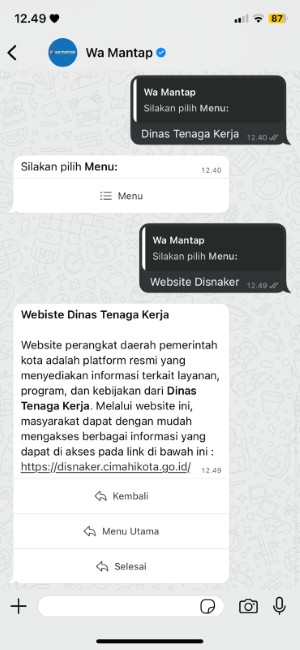 12.49
87
Wa Mantap
Wa Mantap
Silakan pilih Menu:
Dinas Tenaga Kerja 12.40
Silakan pilih Menu:
12.40
Menu
Wa Mantap
Silakan pilih Menu:
Website Disnaker 12.49
Webiste Dinas Tenaga Kerja
Website perangkat daerah pemerintah
kota adalah platform resmi yang
menyediakan informasi terkait layanan,
program, dan kebijakan dari Dinas
Tenaga Kerja. Melalui website ini,
masyarakat dapat dengan mudah
mengakses berbagai informasi yang
dapat di akses pada link di bawah ini :
https://disnaker.cimahikota.go.id/ 12.49
Kembali
Menu Utama
Selesai